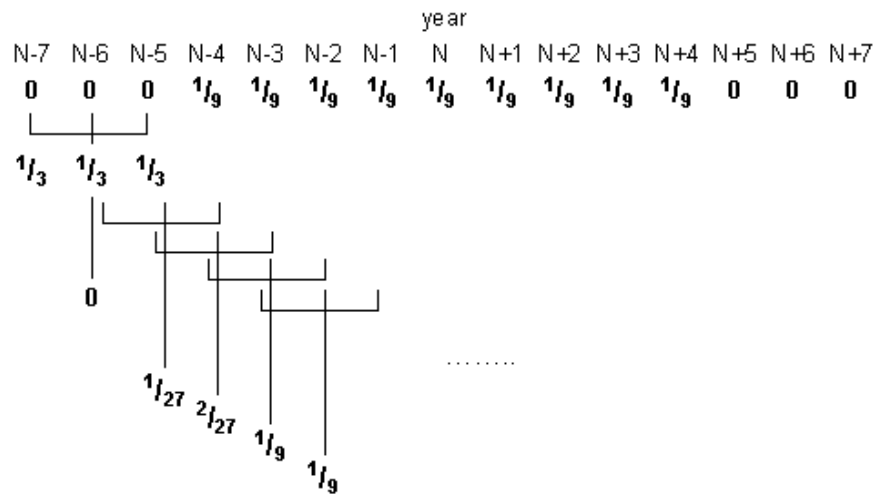 year
N-7 N-6 N-5 N-4 N-3 N-2 N-1 N N+1 N+2 N+3 N+4 N+5 N+6 N+7
0 0 0 1/9 1/9 1/9 1/9 1/9 1/9 1/9 1/9 1/9 0 0 0
1/3 1/3 1/3
0
........
1/27
2/27
1/9
1/9